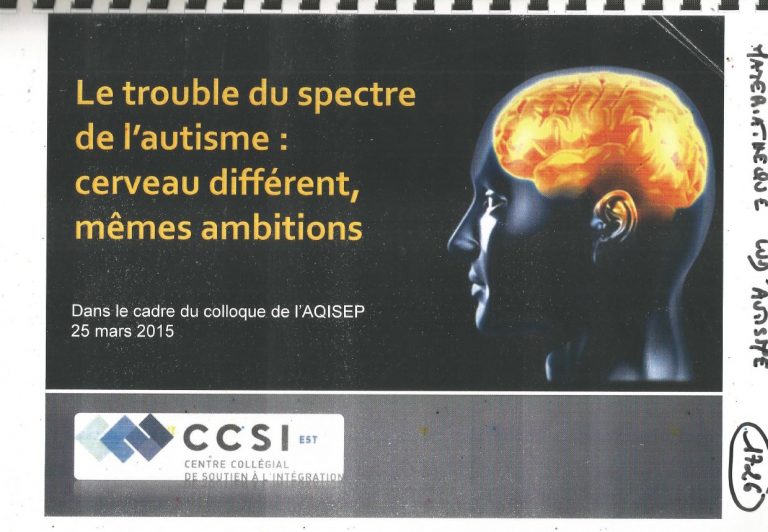 Le trouble du spectre
de l'autisme :
cerveau différent,
mêmes ambitions
Dans le cadre du colloque de l'AQISEP
25 mars 2015
CCSI EST
CENTRE COLLÉGIAL
DE SOUTIEN À L'INTÉGRATION
MATERIATHEQUE